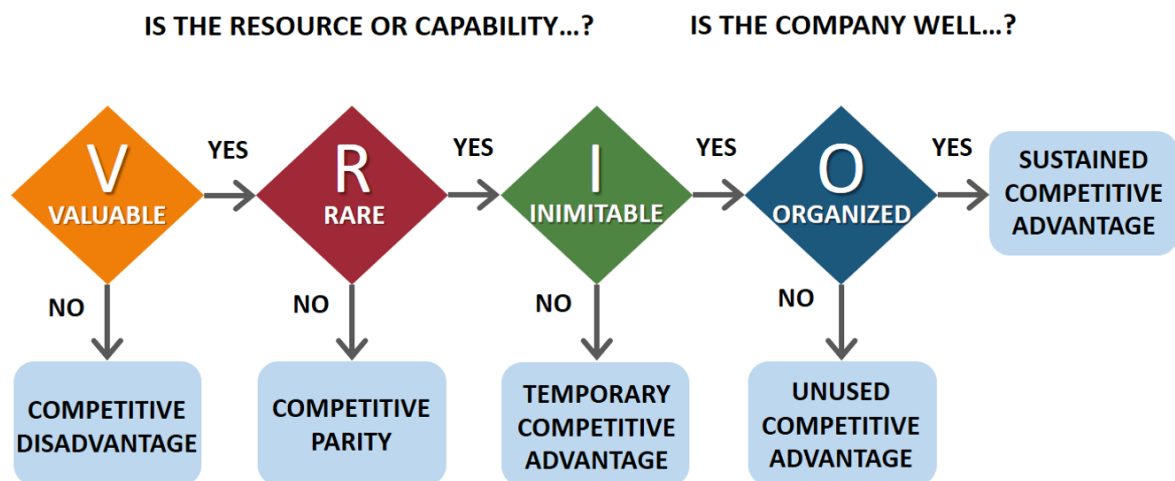 IS THE RESOURCE OR CAPABILITY...?
IS THE COMPANY WELL...?
V
VALUABLE
YES
R
RARE
YES
I
INIMITABLE
YES
O
ORGANIZED
YES
SUSTAINED
COMPETITIVE
ADVANTAGE
NO
NO
NO
NO
COMPETITIVE
DISADVANTAGE
COMPETITIVE
PARITY
TEMPORARY
COMPETITIVE
ADVANTAGE
UNUSED
COMPETITIVE
ADVANTAGE